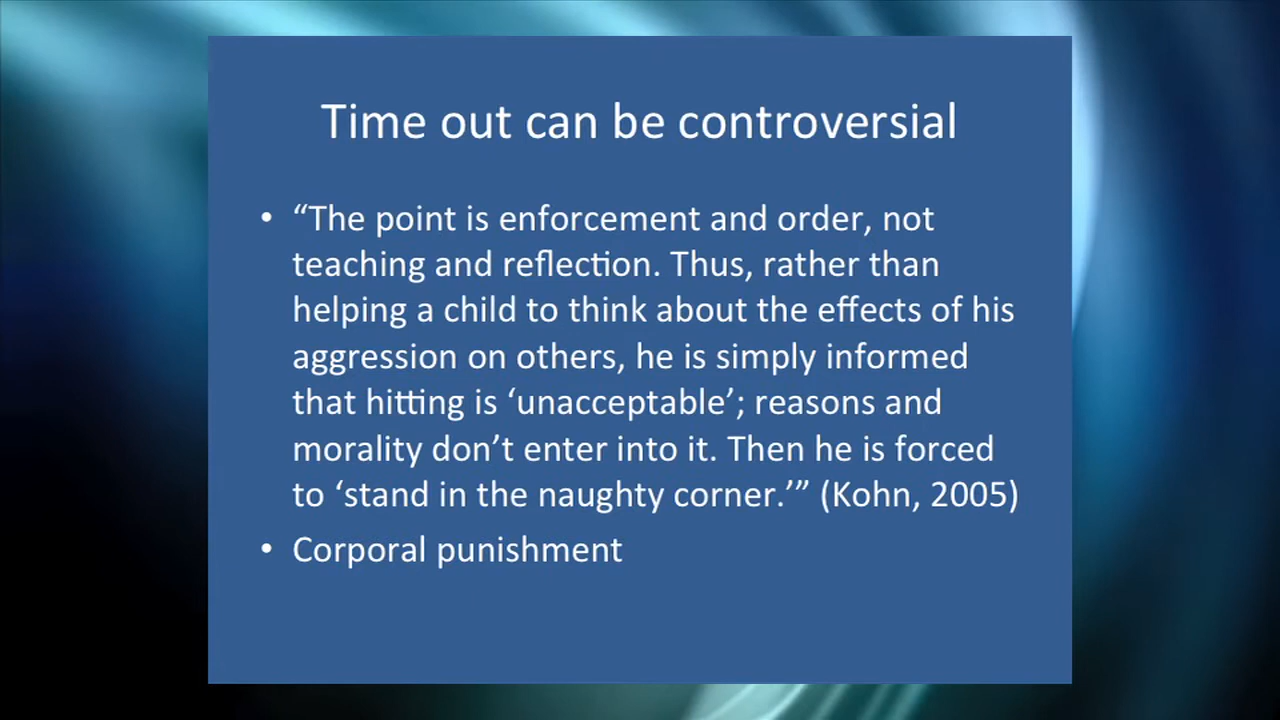 Time out can be controversial
• “The point is enforcement and order, not
teaching and reflection. Thus, rather than
helping a child to think about the effects of his
aggression on others, he is simply informed
that hitting is ‘unacceptable’; reasons and
morality don’t enter into it. Then he is forced
to ‘stand in the naughty corner.’” (Kohn, 2005)
• Corporal punishment